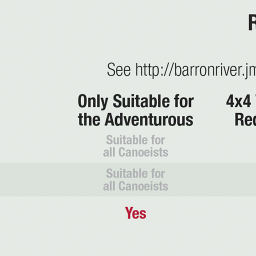 See http://barronriver.jm
Only Suitable for
the Adventurous
4x4
Suitable for
all Canoeists
Suitable for
all Canoeists
Yes